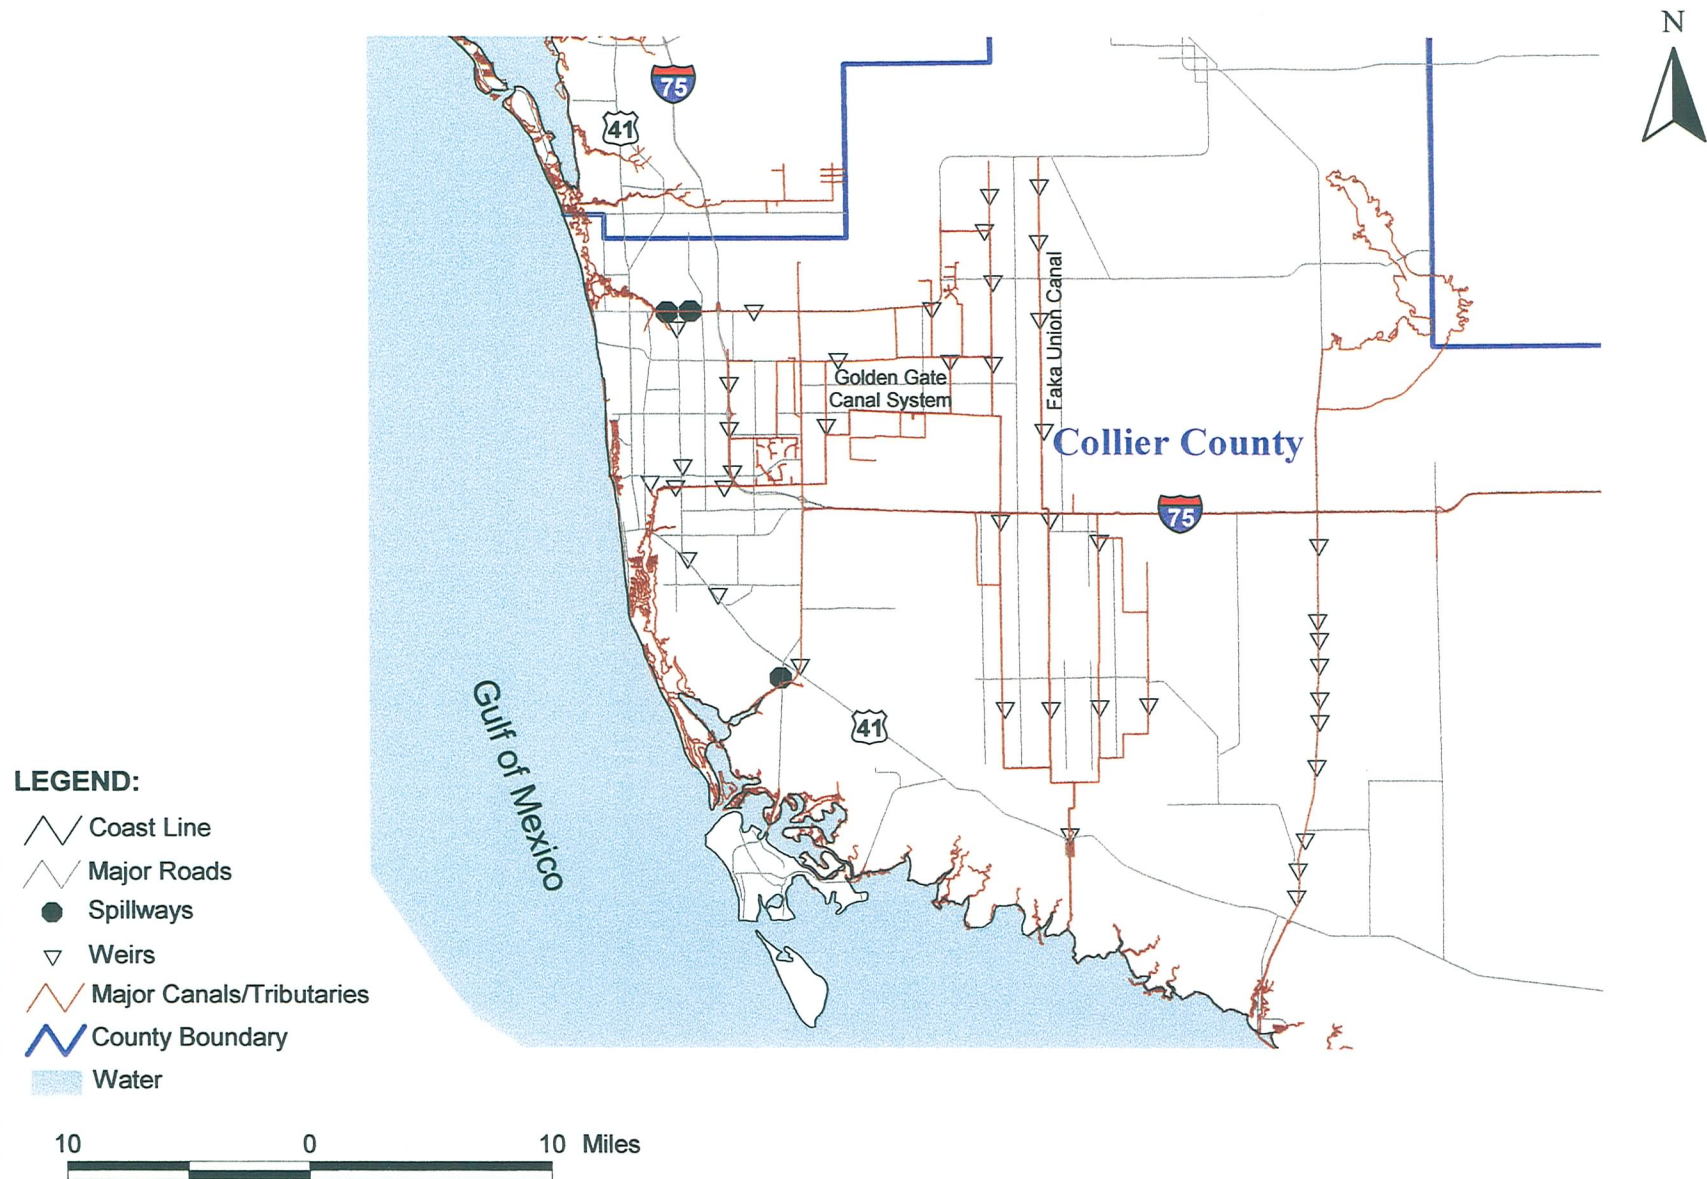 N
75
41
Faka Union Canal
Golden Gate
Canal System
Collier County
75
Gulf of Mexico
41
LEGEND:
Coast Line
Major Roads
Spillways
Weirs
Major Canals/Tributaries
County Boundary
Water
10 0 10 Miles